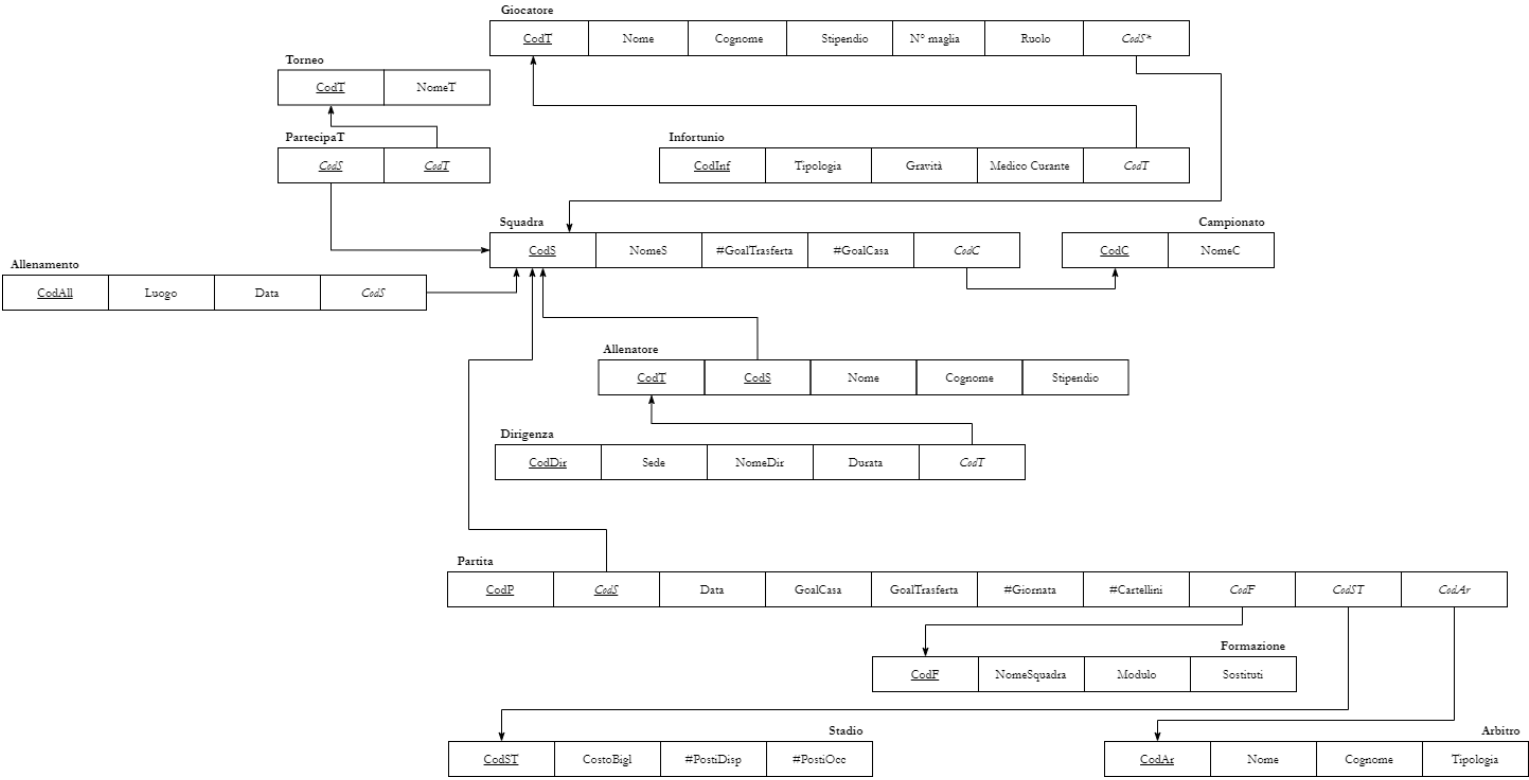 Giocatore
CodT Nome Cognome Stipendio N° maglia Ruolo CodS*
Torneo
CodT NomeT
PartecipaT
CodS CodT
Infortunio
CodInf Tipologia Gravità Medico Curante CodT
Squadra
CodS NomeS #GoalTrasferta #GoalCasa CodC
Campionato
CodC NomeC
Allenamento
CodAll Luogo Data CodS
Allenatore
CodT CodS Nome Cognome Stipendio
Dirigenza
CodDir Sede NomeDir Durata CodT
Partita
CodP CodS Data GoalCasa GoalTrasferta #Giornata #Cartellini CodF CodST CodAr
Formazione
CodF NomeSquadra Modulo Sostituti
Stadio
CodST CostoBigl #PostiDisp #PostiOcc
Arbitro
CodAr Nome Cognome Tipologia